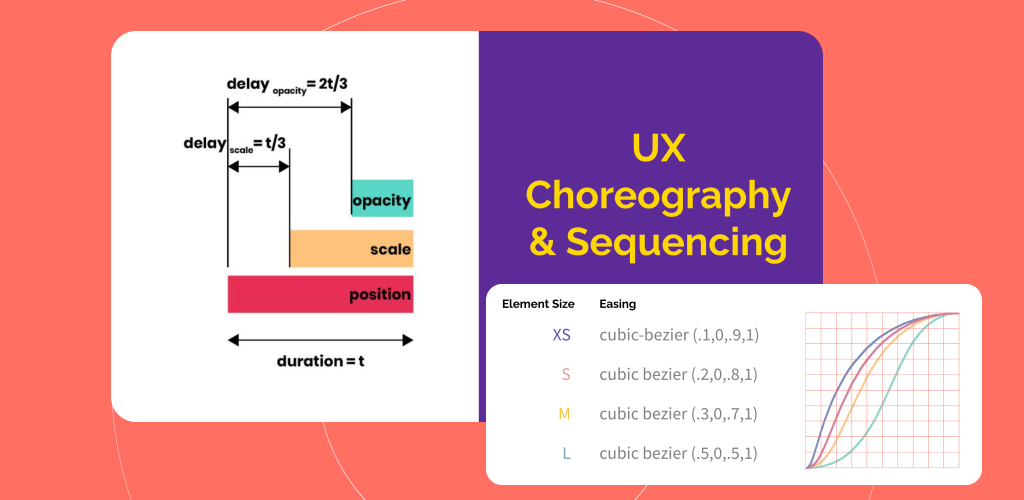 delay opacity= 2t/3
delay scale= t/3
opacity
scale
position
duration = t
UX
Choreography
& Sequencing
Element Size Easing
XS cubic-bezier (.1,0,.9,1)
S cubic bezier (.2,0,.8,1)
M cubic bezier (.3,0,.7,1)
L cubic bezier (.5,0,.5,1)